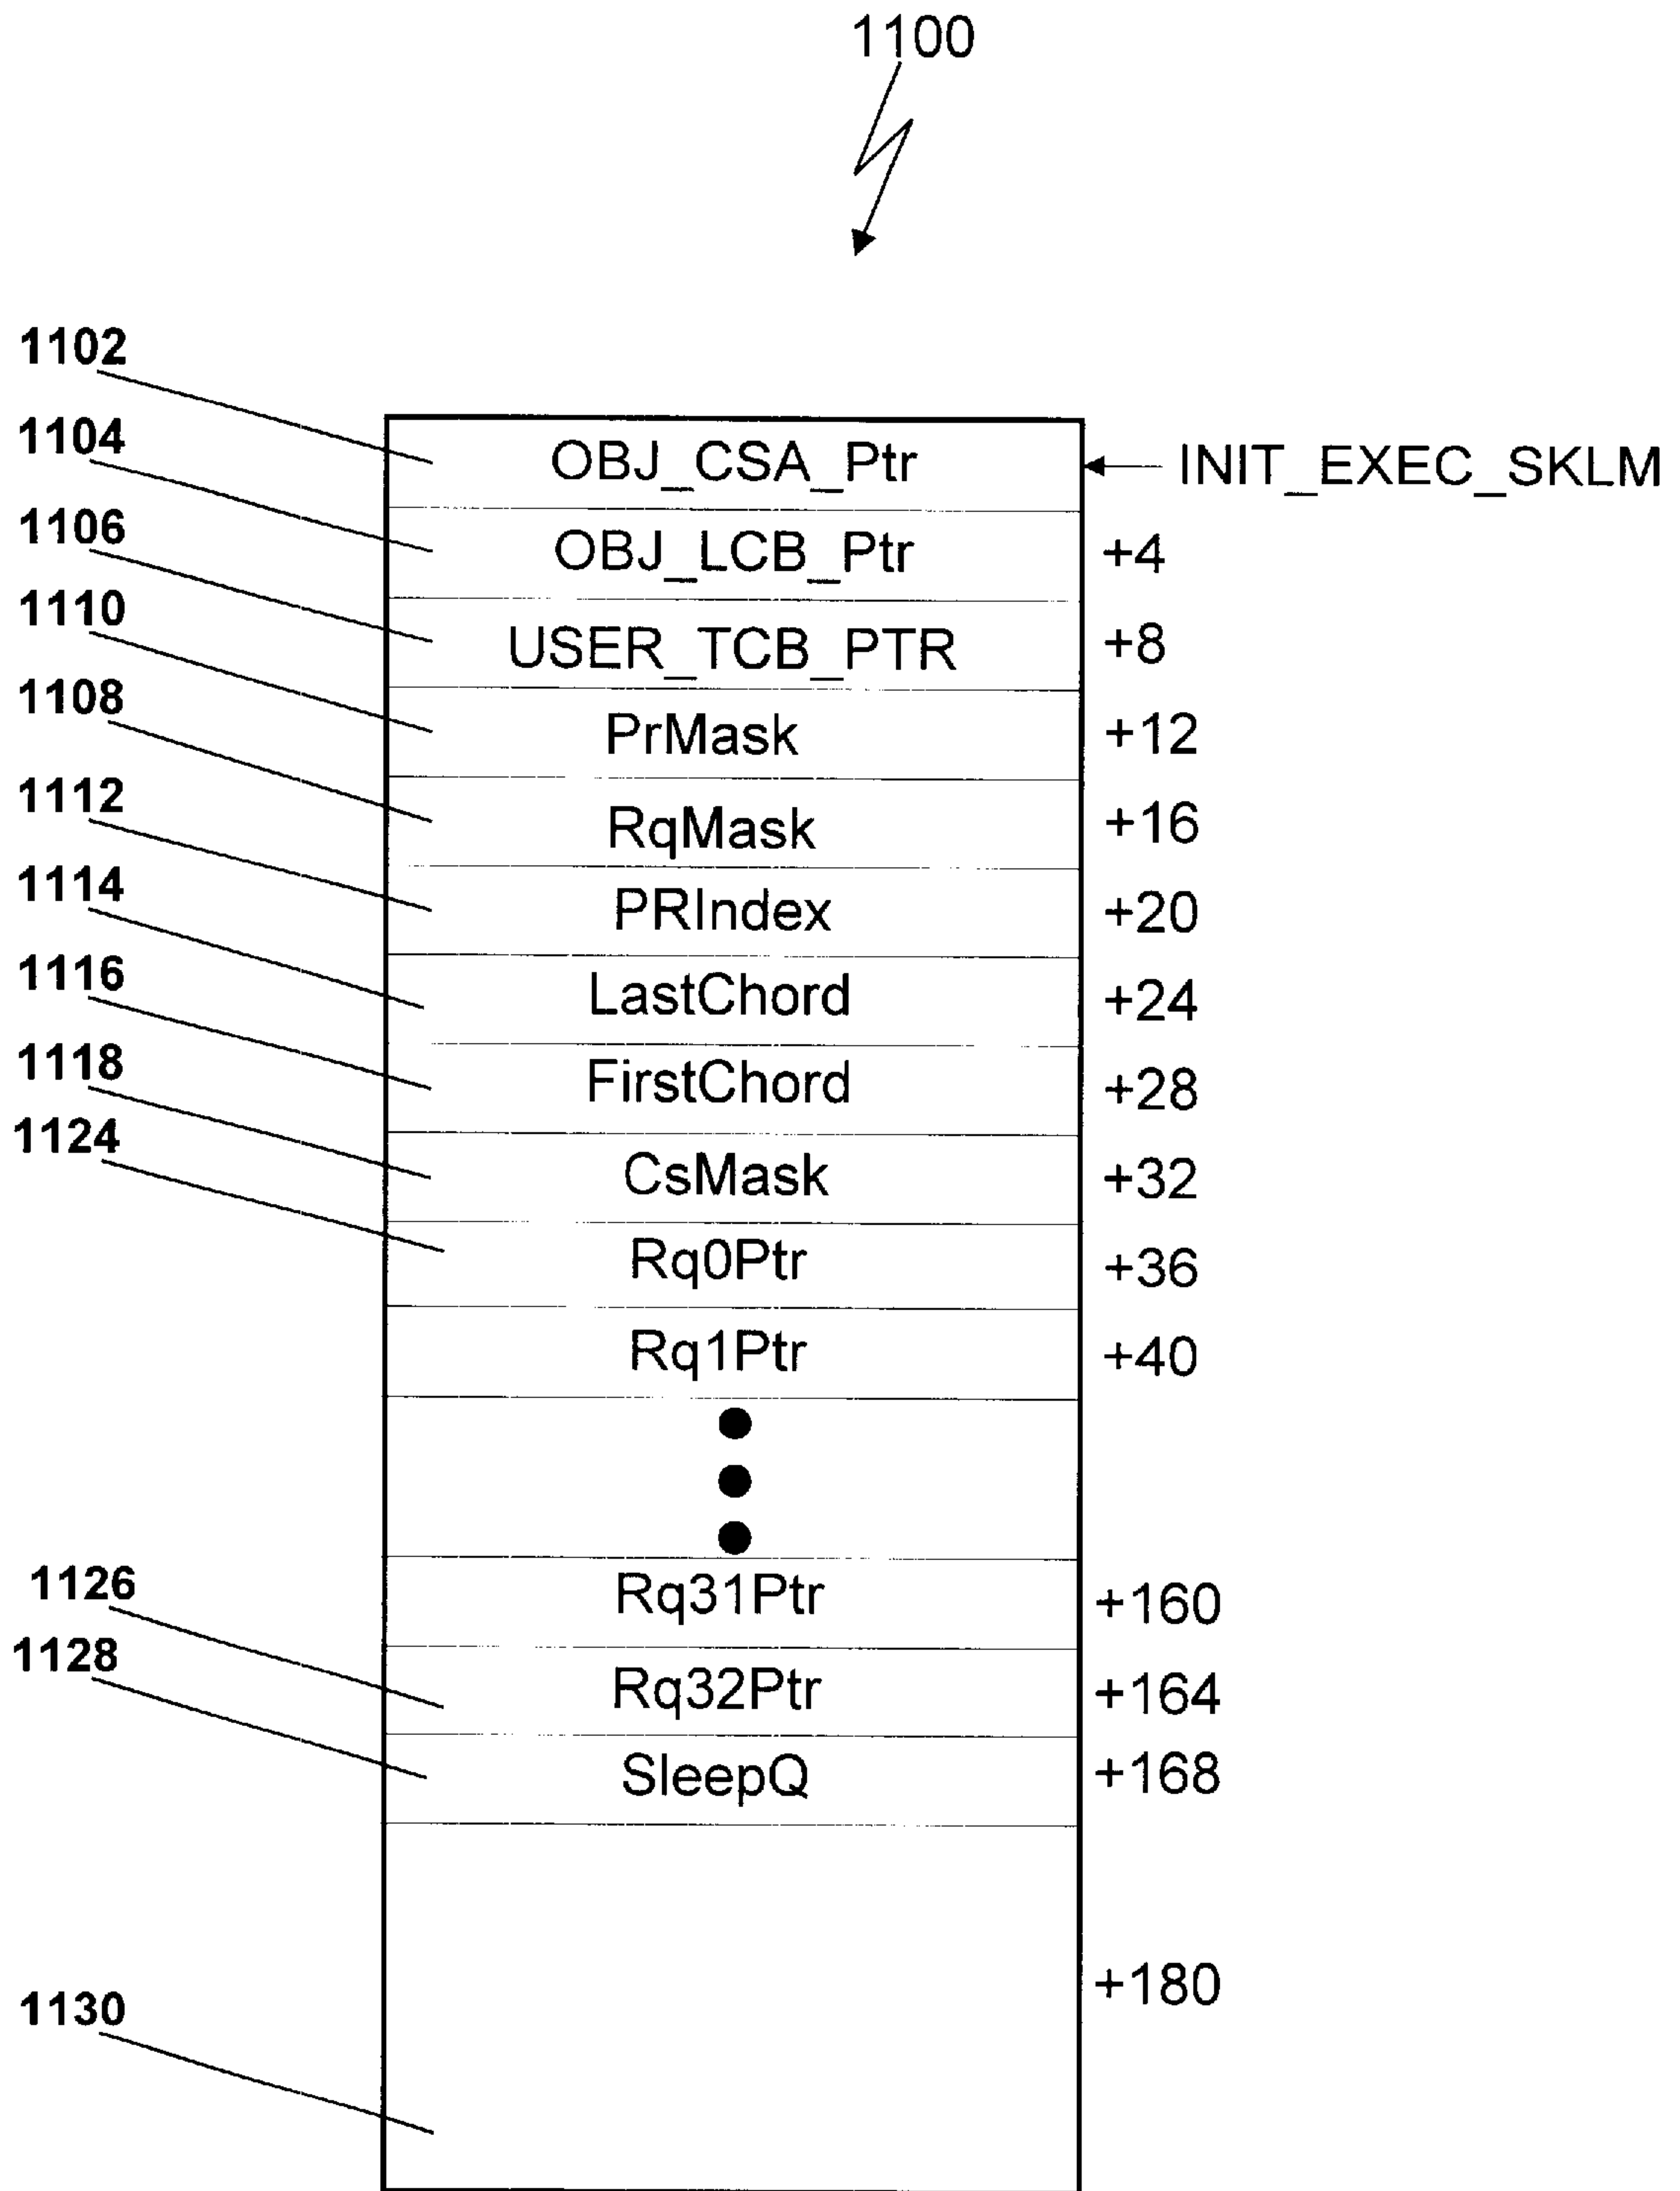 1100
1102
OBJ_CSA_Ptr INIT_EXEC_SKLM
1104
OBJ_LCB_Ptr +4
1106
USER_TCB_PTR +8
1110
PrMask +12
1108
RqMask +16
1112
PRIndex +20
1114
LastChord +24
1116
FirstChord +28
1118
CsMask +32
1124
Rq0Ptr +36
Rq1Ptr +40
Rq31Ptr +160
1126
Rq32Ptr +164
1128
SleepQ +168
+180
1130